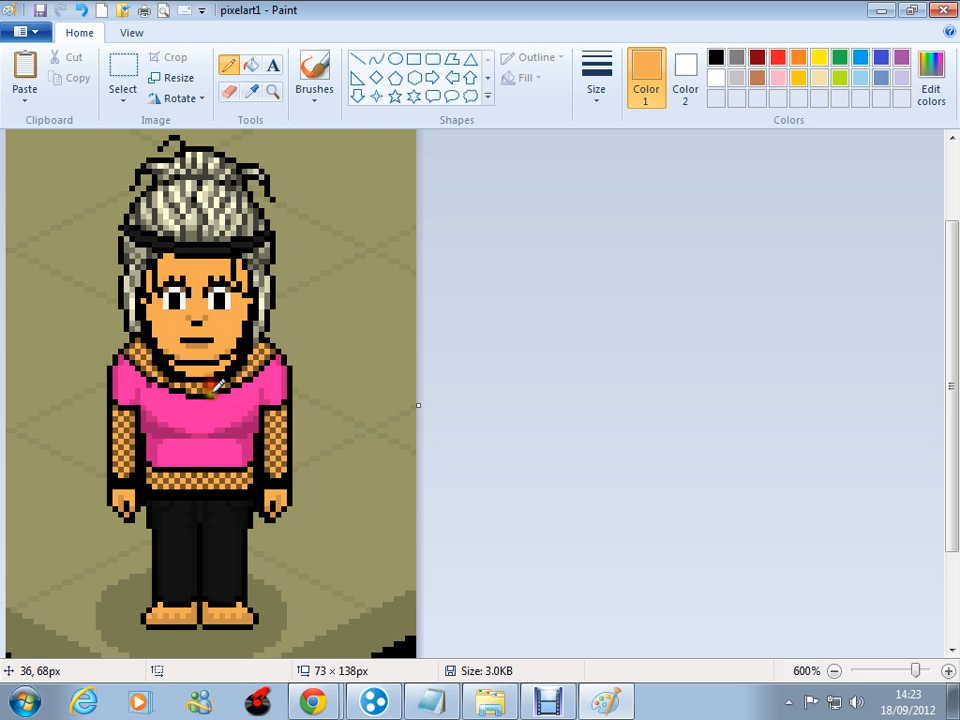 pixelart1 - Paint
Home View
Paste
Cut
Copy
Clipboard
Select
Crop
Resize
Rotate
Image
A
Tools
Brushes
Outline
Fill
Shapes
Size
Color 1
Color 2
Edit colors
Colors
36, 68px
73 × 138px
Size: 3.0KB
600%
14:23
18/09/2012